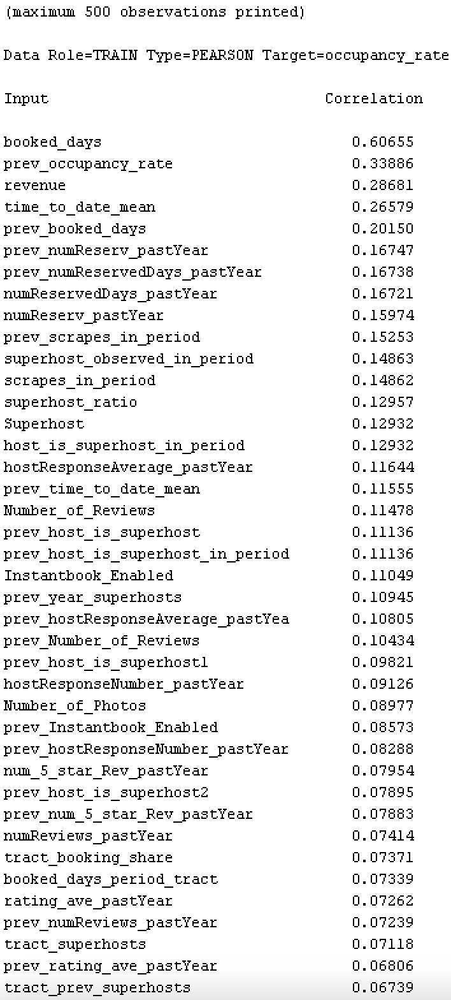 (maximum 500 observations printed)
Data Role=TRAIN Type=PEARSON Target=occupancy_rate
Input Correlation
booked_days 0.60655
prev_occupancy_rate 0.33886
revenue 0.28681
time_to_date_mean 0.26579
prev_booked_days 0.20150
prev_numReserv_pastYear 0.16747
prev_numReservedDays_pastYear 0.16738
numReservedDays_pastYear 0.16721
numReserv_pastYear 0.15974
prev_scrapes_in_period 0.15253
superhost_observed_in_period 0.14863
scrapes_in_period 0.14862
superhost_ratio 0.12957
Superhost 0.12932
host_is_superhost_in_period 0.12932
hostResponseAverage_pastYear 0.11644
prev_time_to_date_mean 0.11555
Number_of_Reviews 0.11478
prev_host_is_superhost 0.11136
prev_host_is_superhost_in_period 0.11136
Instantbook_Enabled 0.11049
prev_year_superhosts 0.10945
prev_hostResponseAverage_pastYea 0.10805
prev_Number_of_Reviews 0.10434
prev_host_is_superhost1 0.09821
hostResponseNumber_pastYear 0.09126
Number_of_Photos 0.08977
prev_Instantbook_Enabled 0.08573
prev_hostResponseNumber_pastYear 0.08288
num_5_star_Rev_pastYear 0.07954
prev_host_is_superhost2 0.07895
prev_num_5_star_Rev_pastYear 0.07883
numReviews_pastYear 0.07414
tract_booking_share 0.07371
booked_days_period_tract 0.07339
rating_ave_pastYear 0.07262
prev_numReviews_pastYear 0.07239
tract_superhosts 0.07118
prev_rating_ave_pastYear 0.06806
tract_prev_superhosts 0.06739